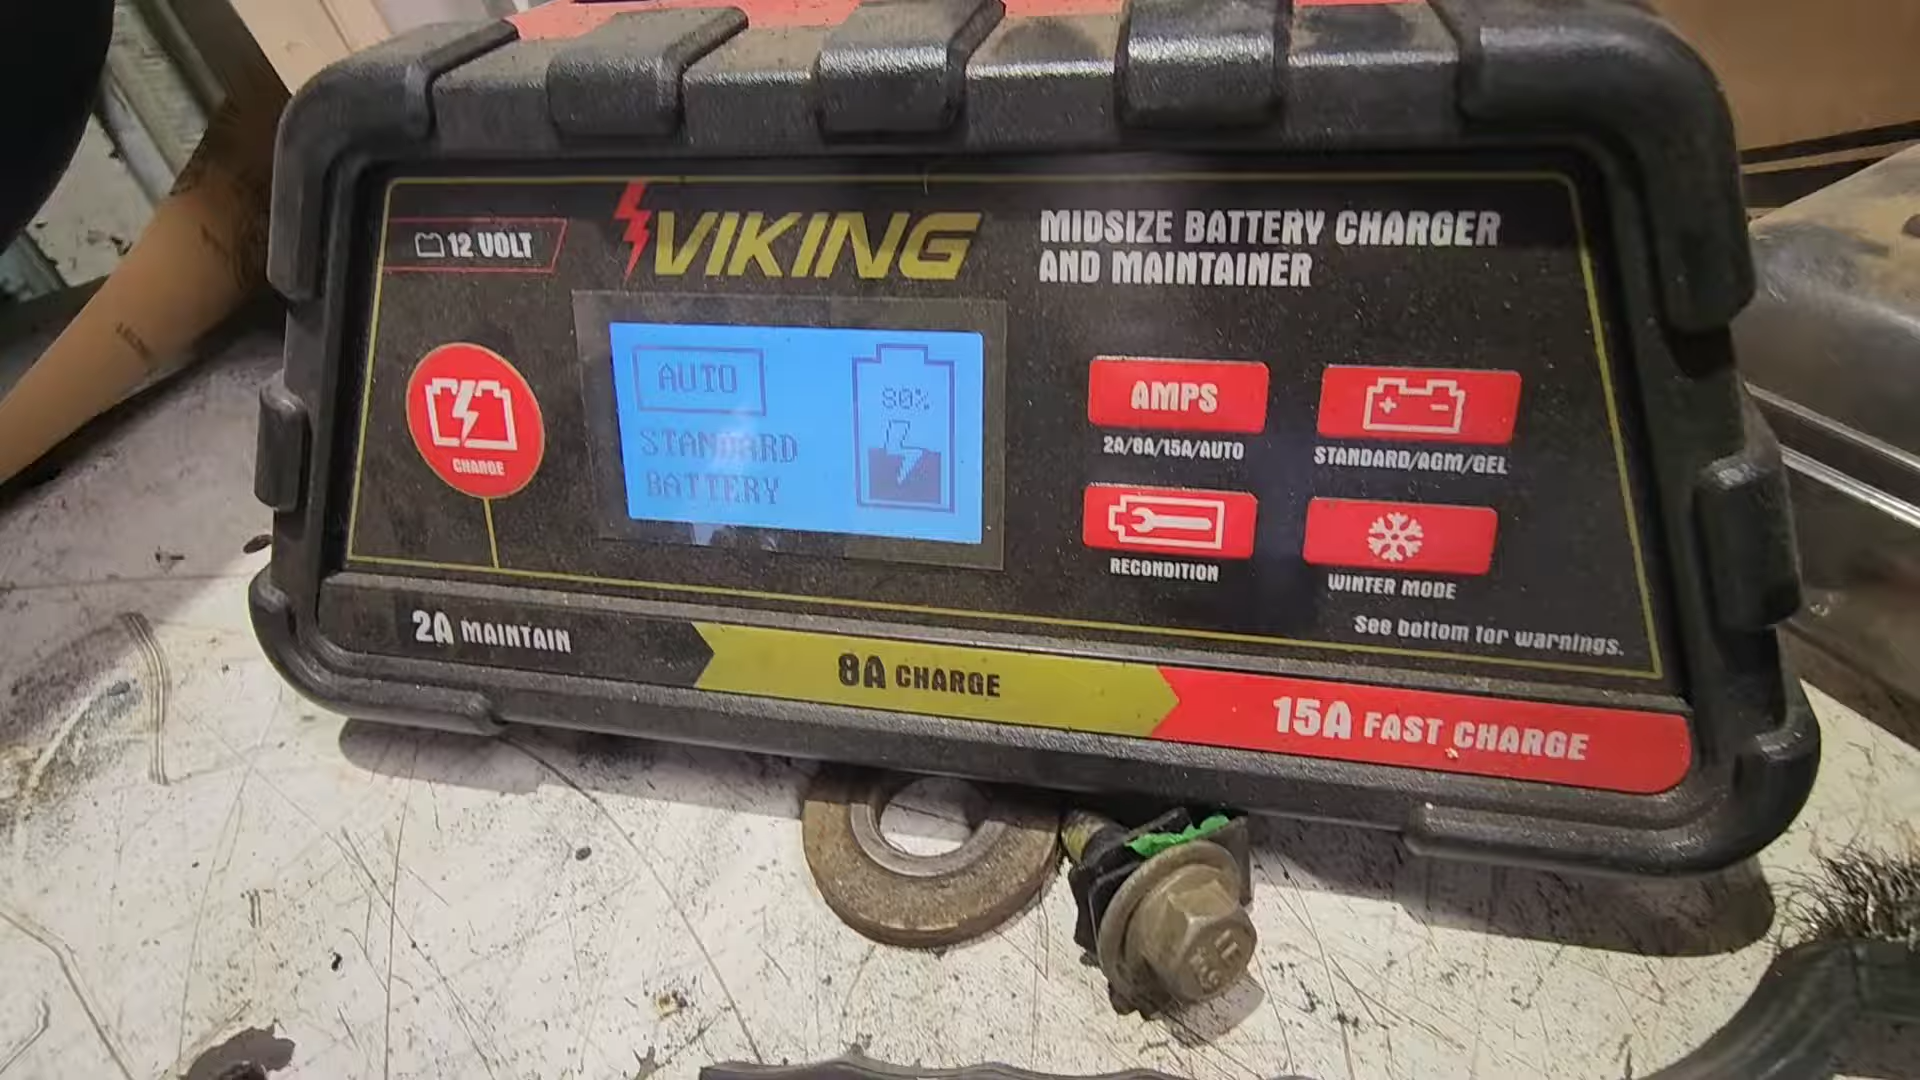 12 VOLT
VIKING
MIDSIZE BATTERY CHARGER
AND MAINTAINER
CHARGE
AUTO
STANDARD
BATTERY
80%
AMPS
2A/8A/15A/AUTO
STANDARD/AGM/GEL
RECONDITION
WINTER MODE
See bottom for warnings.
2A MAINTAIN
8A CHARGE
15A FAST CHARGE